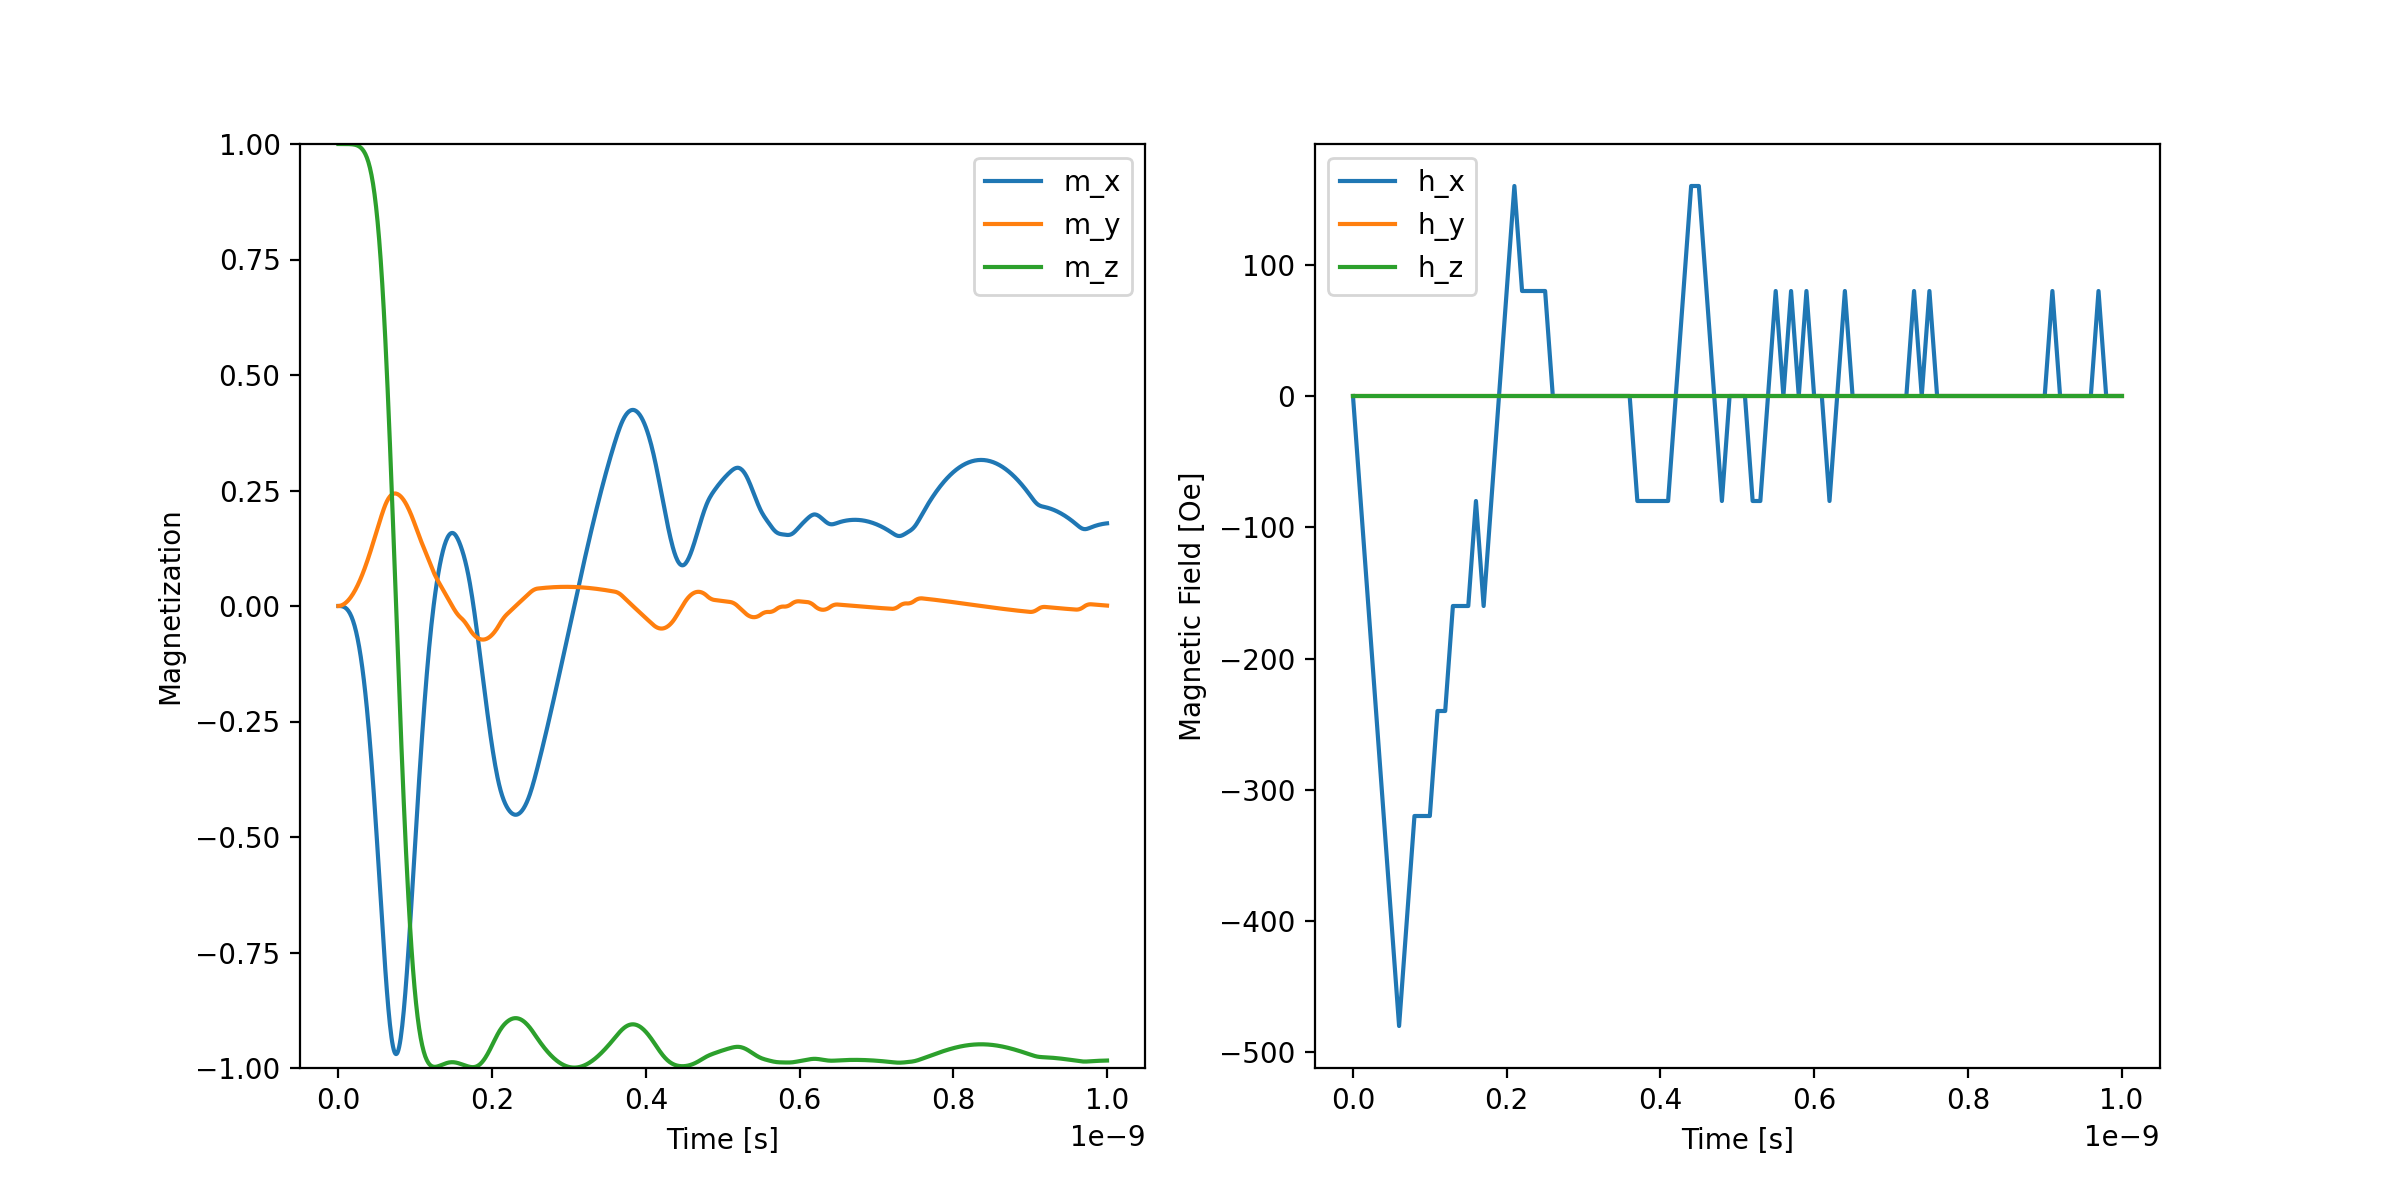 Magnetization
1.00
0.75
0.50
0.25
0.00
−0.25
−0.50
−0.75
−1.00
m_x
m_y
m_z
0.0 0.2 0.4 0.6 0.8 1.0
1e−9
Time [s]
Magnetic Field [Oe]
100
0
−100
−200
−300
−400
−500
h_x
h_y
h_z
0.0 0.2 0.4 0.6 0.8 1.0
1e−9
Time [s]